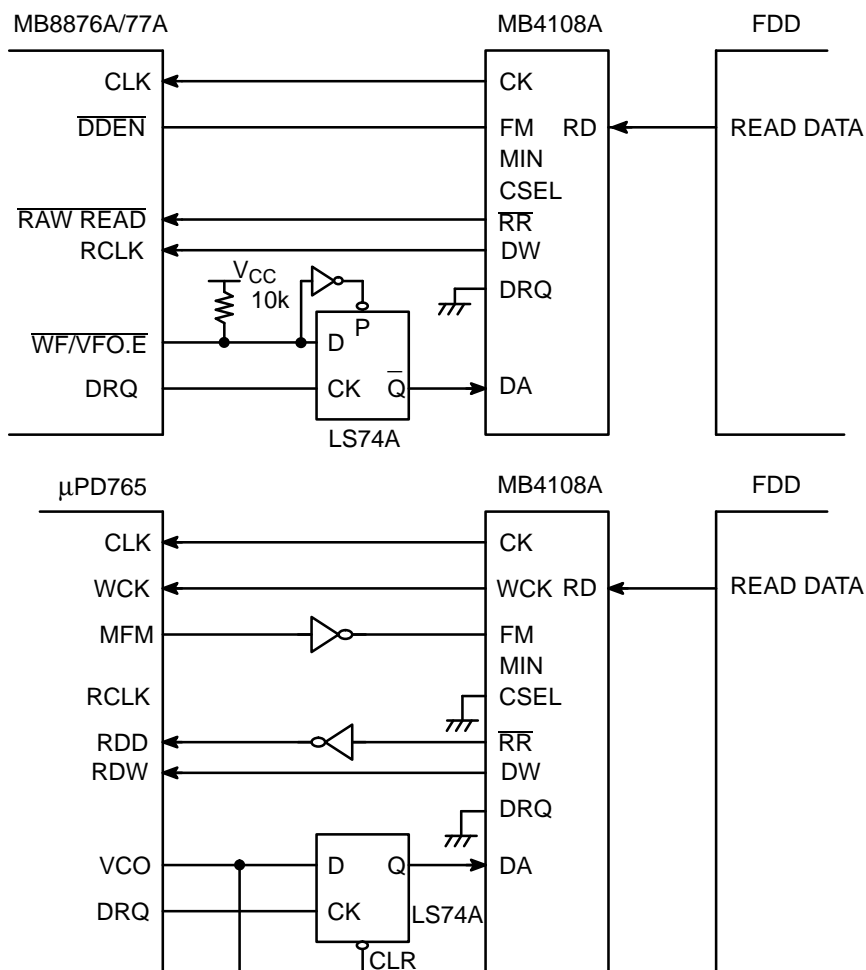 MB8876A/77A MB4108A FDD
CLK CK
DDEN FM RD READ DATA
MIN
CSEL
RAW READ RR
RCLK DW
VCC
10k DRQ
P
WF/VFO.E D
DRQ CK Q DA
LS74A
µPD765 MB4108A FDD
CLK CK
WCK WCK RD READ DATA
MFM FM
MIN
RCLK CSEL
RDD RR
RDW DW
DRQ
VCO D Q DA
DRQ CK LS74A
CLR